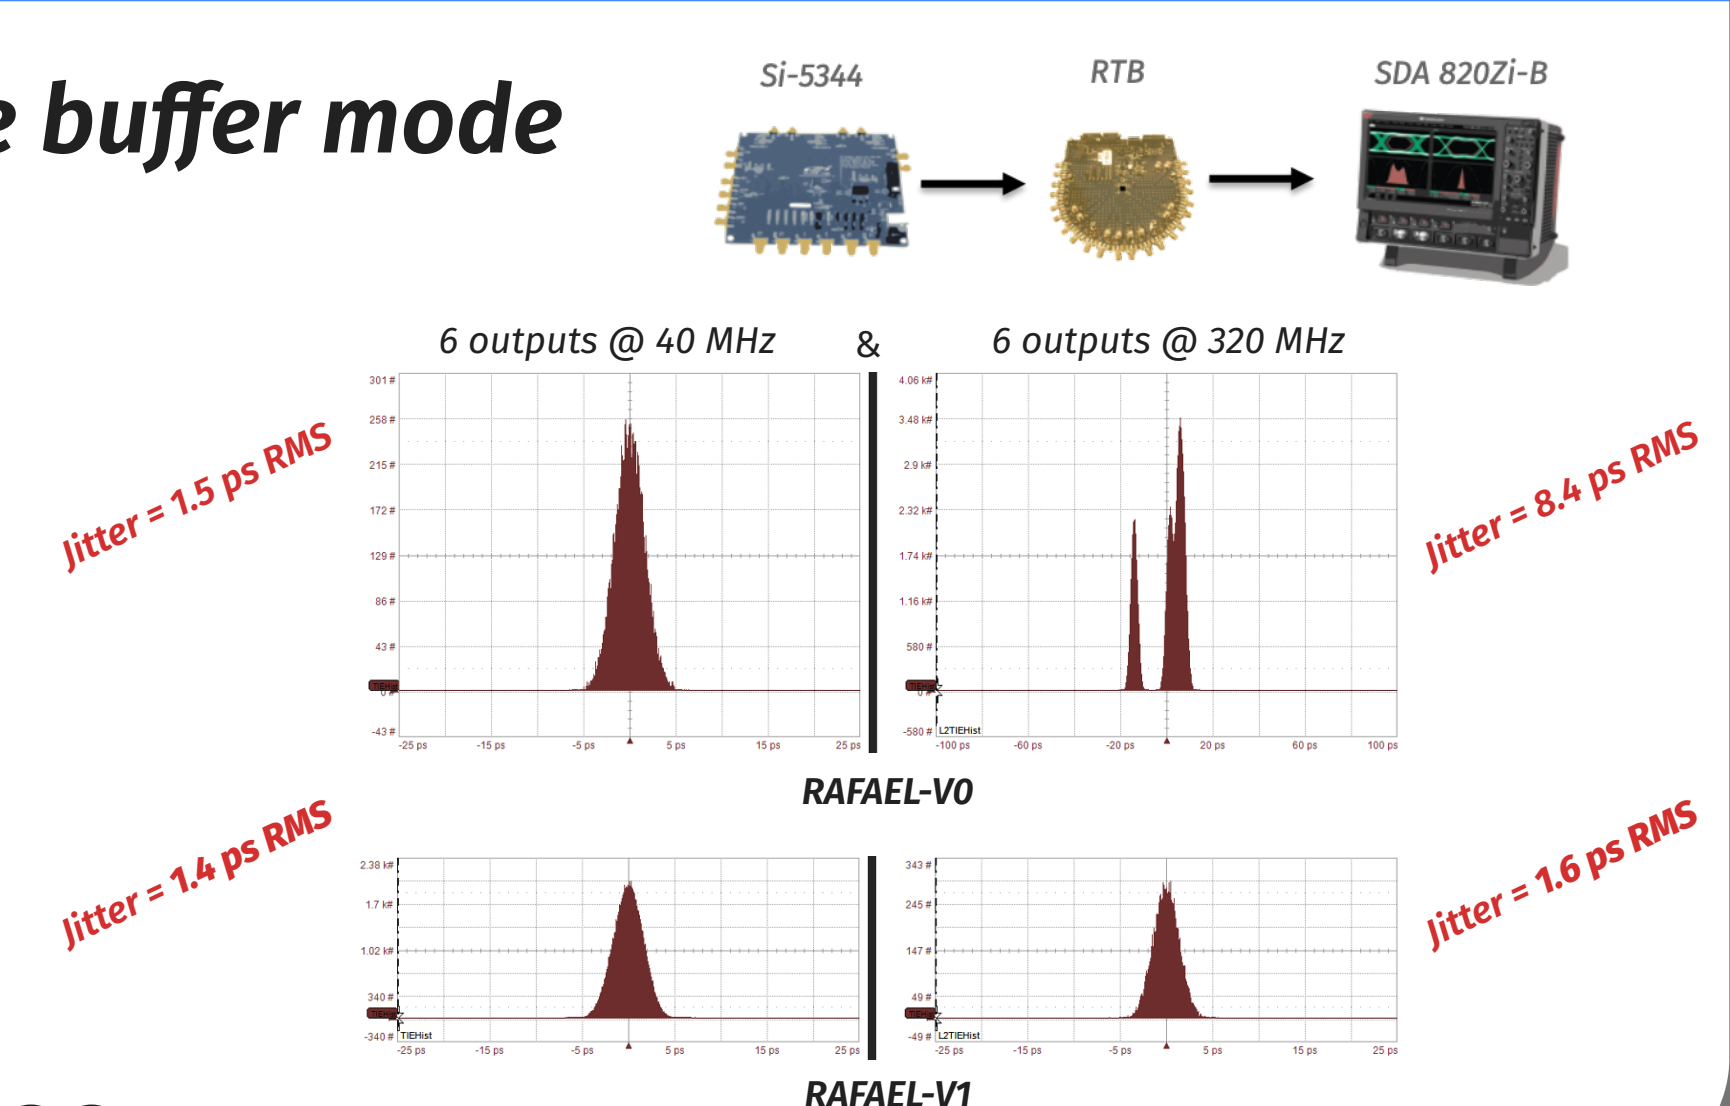 e buffer mode
Si-5344
RTB
SDA 820Zi-B
6 outputs @ 40 MHz & 6 outputs @ 320 MHz
Jitter = 1.5 ps RMS
301 #
258 #
215 #
172 #
129 #
86 #
43 #
0 #
-43 #
-25 ps -15 ps -5 ps 5 ps 15 ps 25 ps
4.06 k#
3.48 k#
2.9 k#
2.32 k#
1.74 k#
1.16 k#
580 #
-580 #
L2TIEHist
-100 ps -60 ps -20 ps 20 ps 60 ps 100 ps
Jitter = 8.4 ps RMS
RAFAEL-V0
Jitter = 1.4 ps RMS
2.38 k#
1.7 k#
1.02 k#
340 #
-340 #
TIEHist
-25 ps -15 ps -5 ps 5 ps 15 ps 25 ps
343 #
245 #
147 #
49 #
-49 #
L2TIEHist
-25 ps -15 ps -5 ps 5 ps 15 ps 25 ps
Jitter = 1.6 ps RMS
RAFAEL-V1